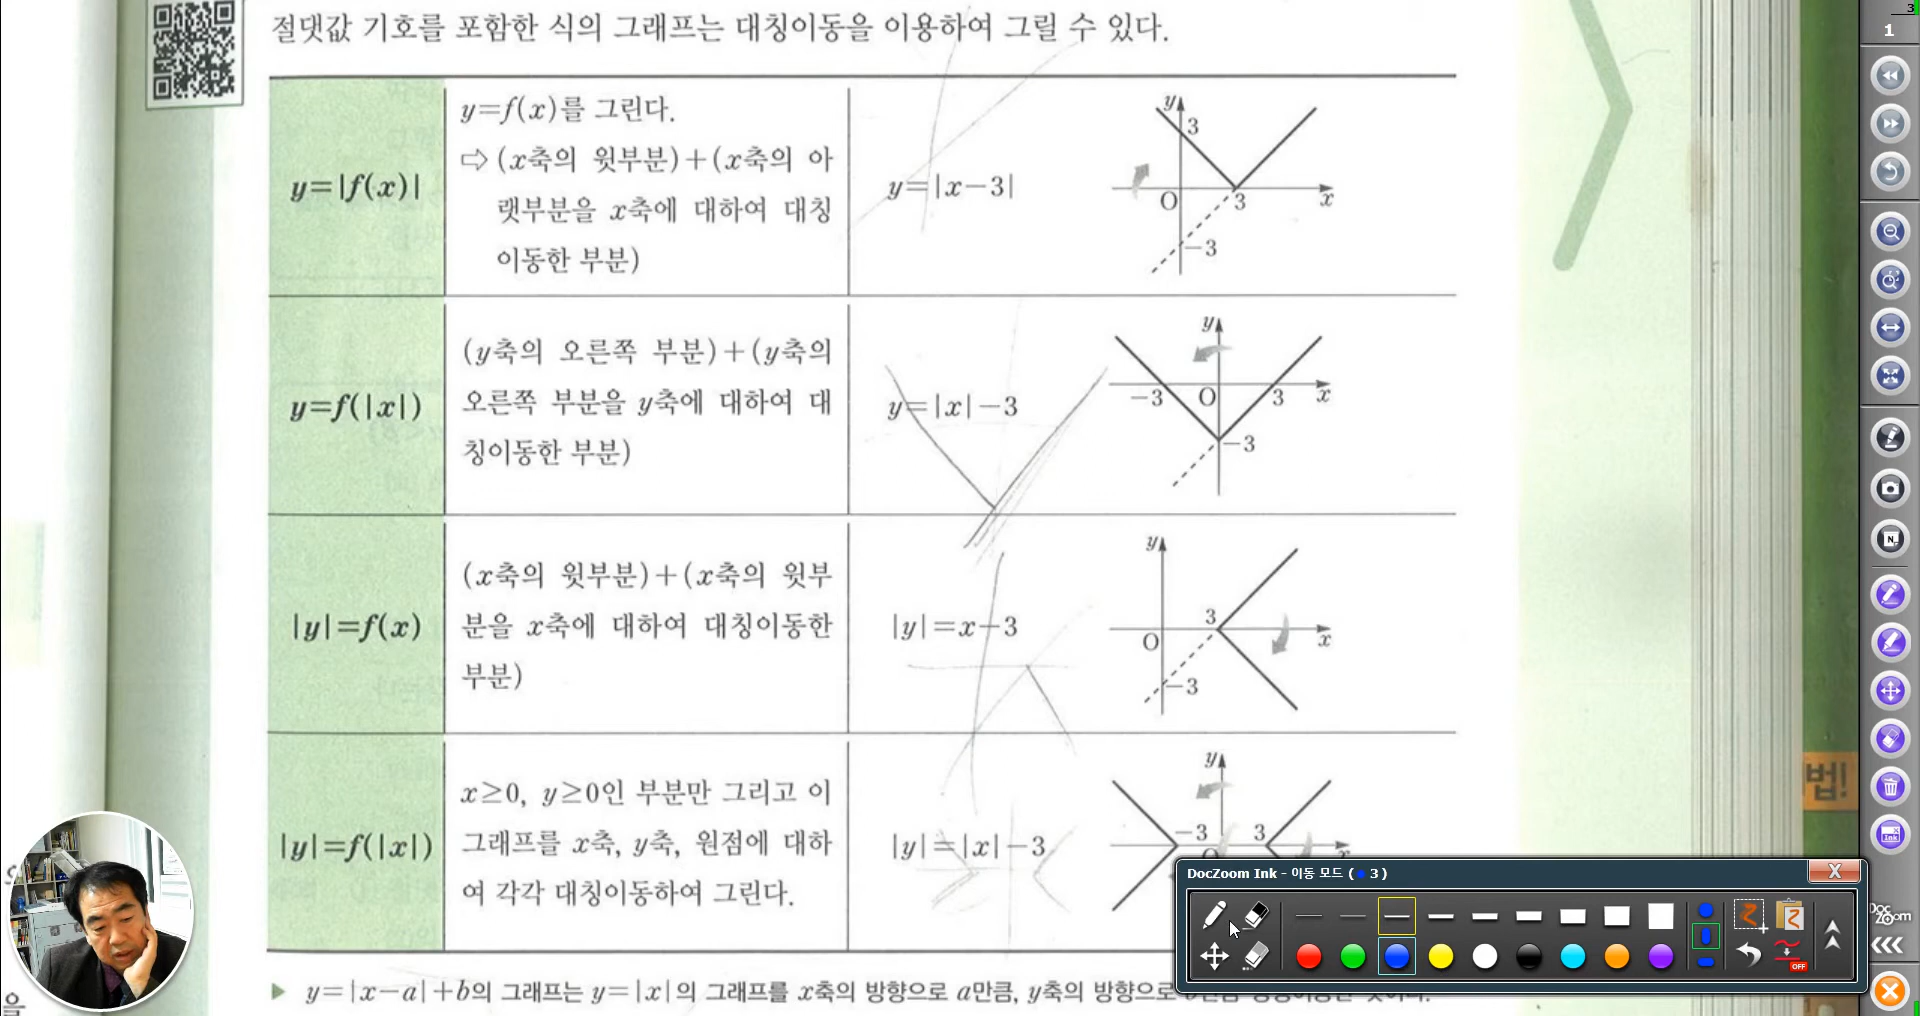 절댓값 기호를 포함한 식의 그래프는 대칭이동을 이용하여 그릴 수 있다.
y=|f(x)|
y=f(x)를 그린다.
⇨ (x축의 윗부분)+(x축의 아
랫부분을 x축에 대하여 대칭
이동한 부분)
y=|x-3|
y
3
O
3
x
-3
y=f(|x|)
(y축의 오른쪽 부분)+(y축의
오른쪽 부분을 y축에 대하여 대
칭이동한 부분)
y=|x|-3
y
-3
O
3
x
-3
|y|=f(x)
(x축의 윗부분)+(x축의 윗부
분을 x축에 대하여 대칭이동한
부분)
|y|=x-3
y
3
O
x
-3
|y|=f(|x|)
x≥0, y≥0인 부분만 그리고 이
그래프를 x축, y축, 원점에 대하
여 각각 대칭이동하여 그린다.
|y|=|x|-3
y
-3
3
▶ y=|x-a|+b의 그래프는 y=|x|의 그래프를 x축의 방향으로 a만큼, y축의 방향으로
법!
을
3
1
N
Ink
Doc
Zoom
DocZoom Ink - 이동 모드 ( 3 )
X
OFF